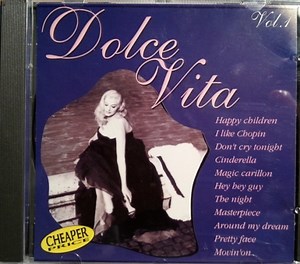 Dolce
Vita
Vol.1
Happy children
I like Chopin
Don't cry tonight
Cinderella
Magic carillon
Hey hey guy
The night
Masterpiece
Around my dream
Pretty face
Movin'on..
CHEAPER
PRICE